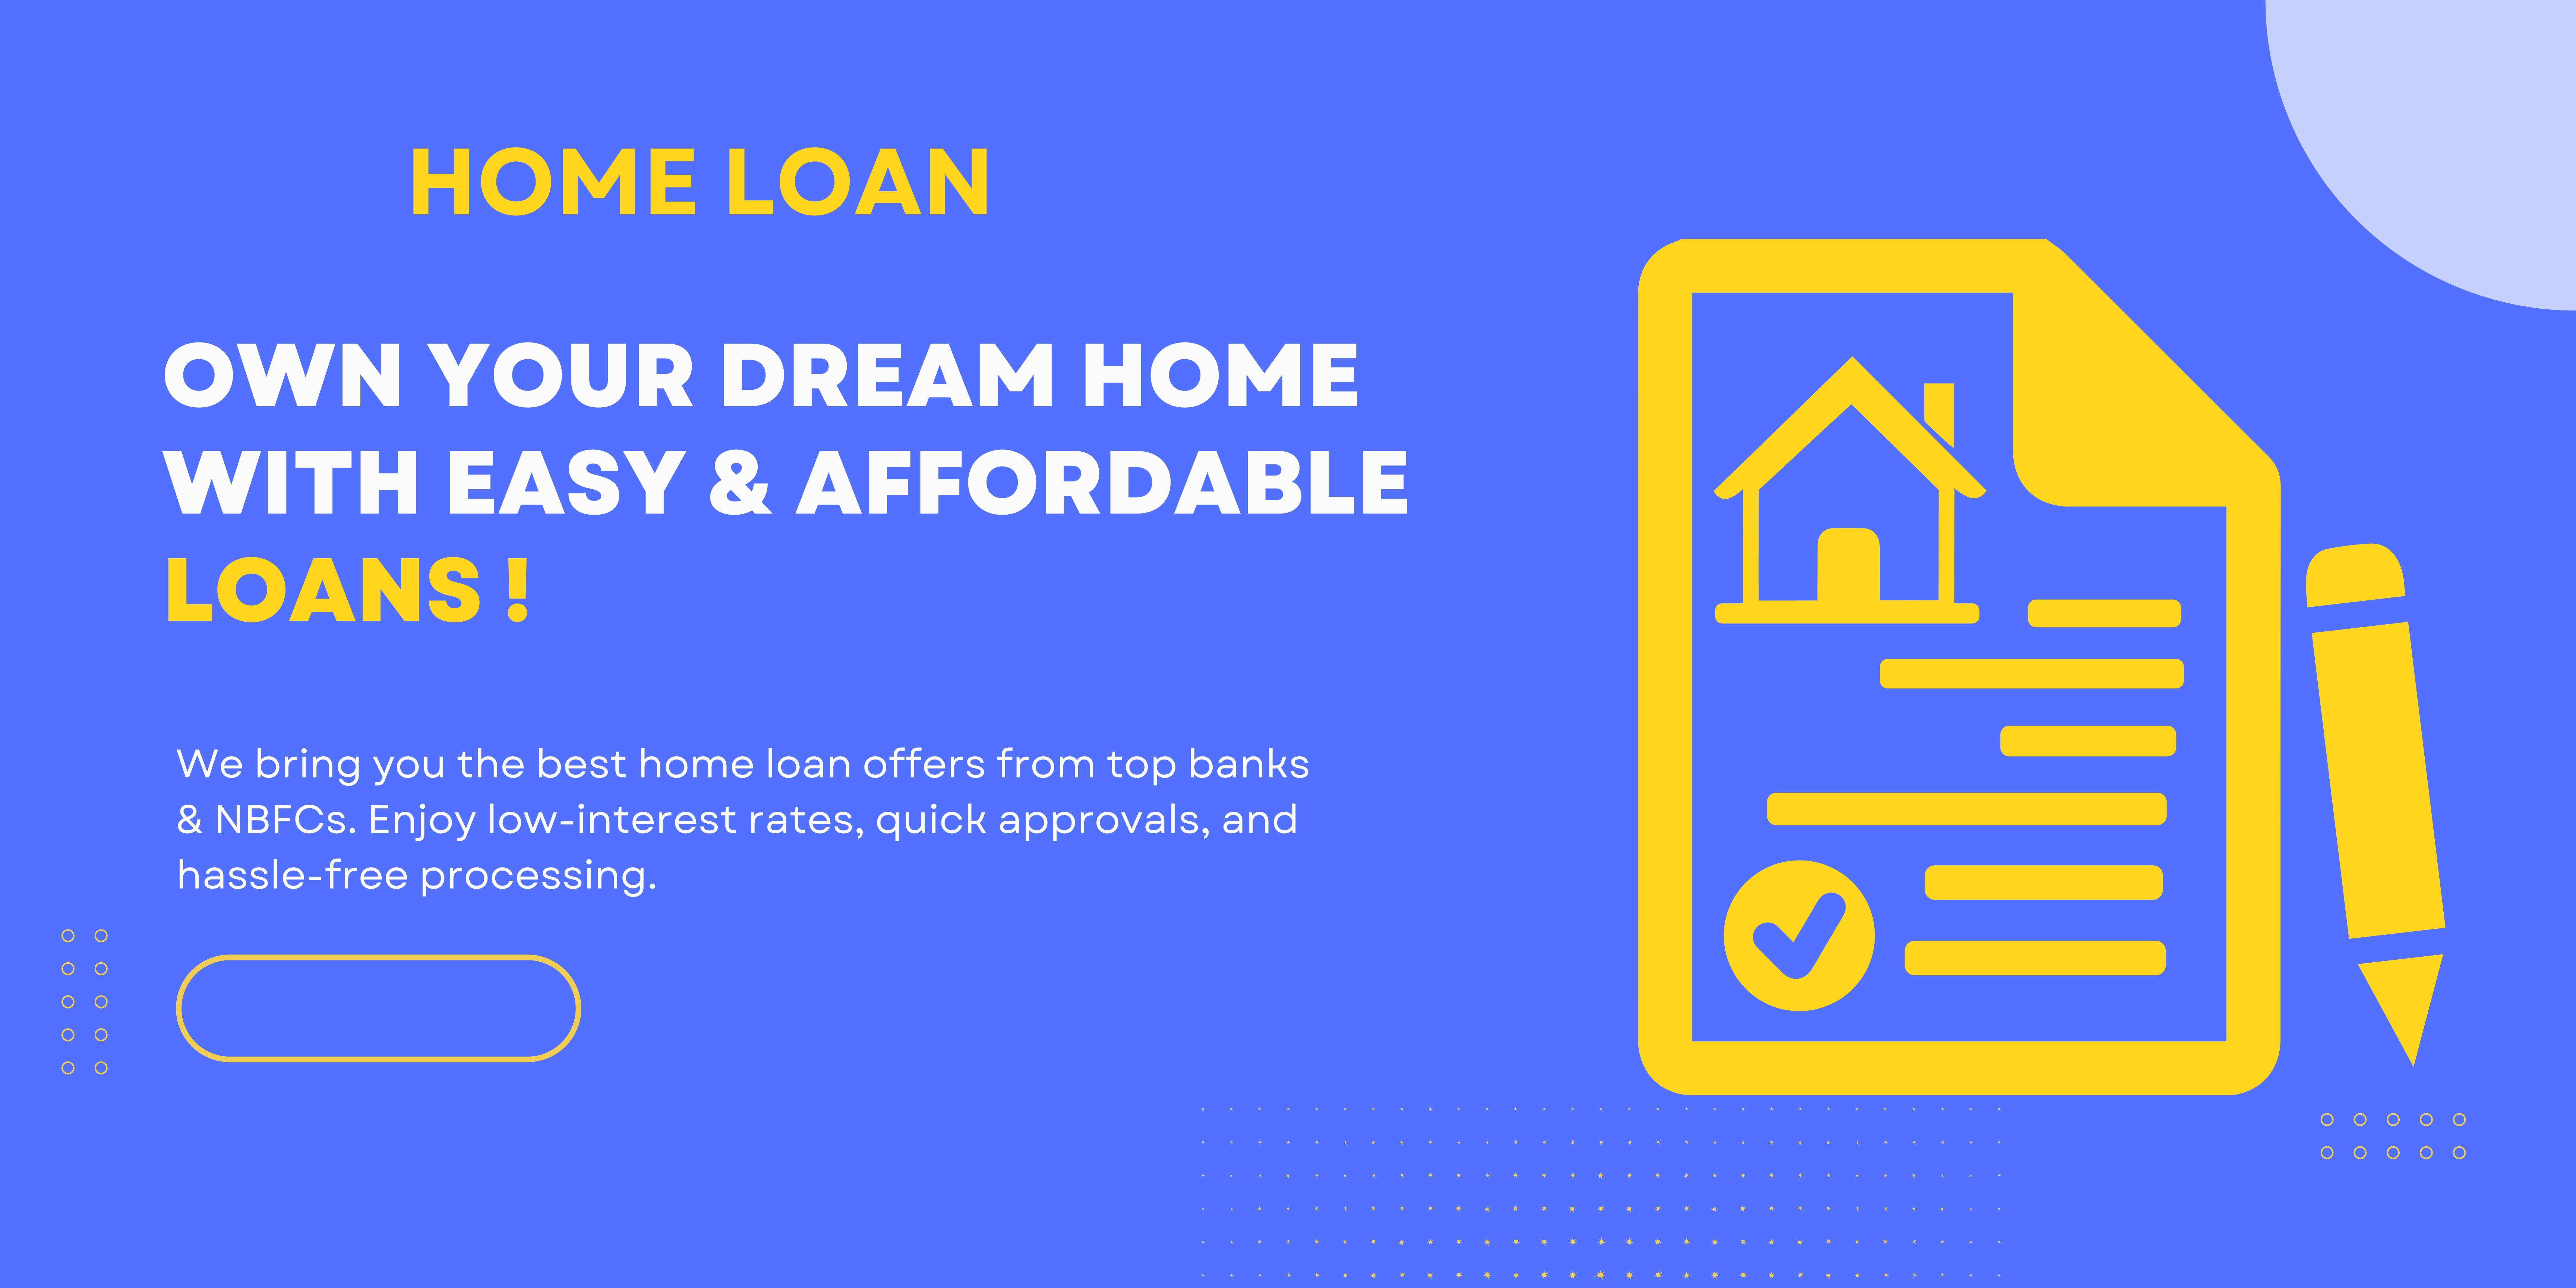 HOME LOAN
OWN YOUR DREAM HOME
WITH EASY & AFFORDABLE
LOANS !
We bring you the best home loan offers from top banks
& NBFCs. Enjoy low-interest rates, quick approvals, and
hassle-free processing.